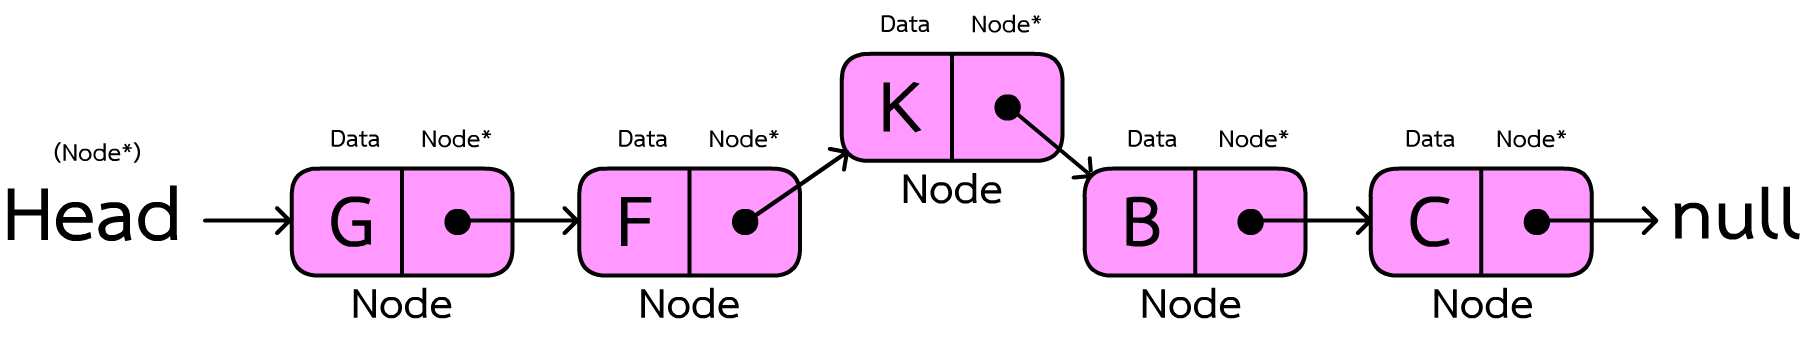 Data Node*
K
Node
(Node*)
Head
Data Node*
G
Node
Data Node*
F
Node
Data Node*
B
Node
Data Node*
C
Node
null